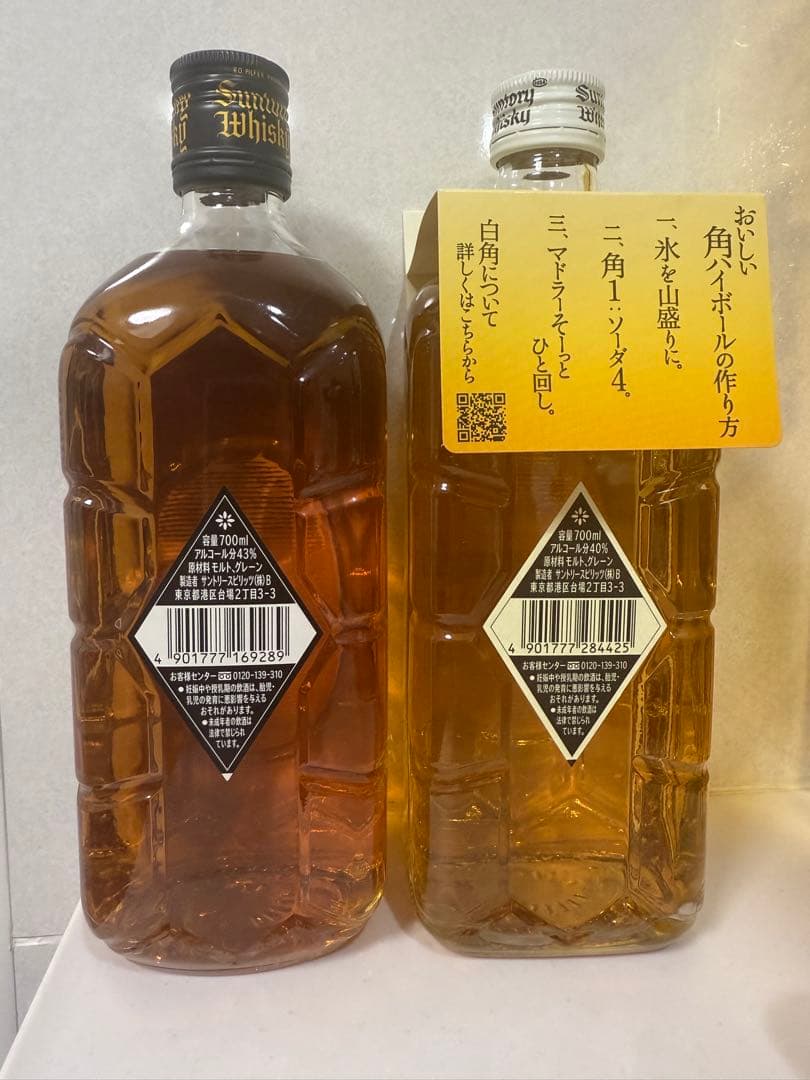 Suntory
Whisky
容量700ml
アルコール分43%
原材料 モルト、グレーン
製造者 サントリースピリッツ(株)B
東京都港区台場2丁目3-3
4 901777 169289
お客様センター 0120-139-310
●妊娠中や授乳期の飲酒は、胎児・
乳児の発育に悪影響を与える
おそれがあります。
●未成年者の飲酒は
法律で禁じられ
ています。
Suntory
Whisky
おいしい
角ハイボールの作り方
一、氷を山盛りに。
二、角1:ソーダ4。
三、マドラーそーっと
ひと回し。
白角について
詳しくはこちらから
容量700ml
アルコール分40%
原材料 モルト、グレーン
製造者 サントリースピリッツ(株)B
東京都港区台場2丁目3-3
4 901777 284425
お客様センター 0120-139-310
●妊娠中や授乳期の飲酒は、胎児・
乳児の発育に悪影響を与える
おそれがあります。
●未成年者の飲酒は
法律で禁じられ
ています。